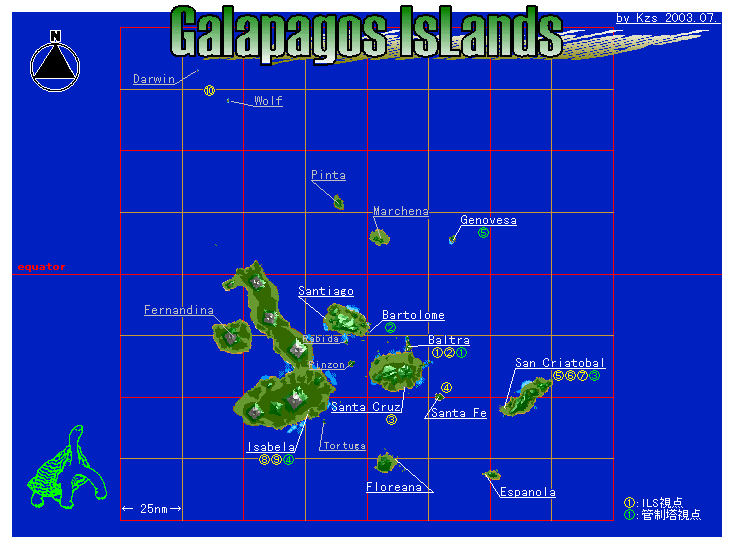 Galapagos IsLands
by Kzs 2003.07.
N
Darwin
⑩
Wolf
Pinta
Marchena
Genovesa
⑤
equator
Santiago
Fernandina
Bartolome
②
Rabida
Baltra
①②①
Pinzon
San Criatobal
⑤⑥⑦③
④
Santa Cruz
③
Santa Fe
Isabela
⑧⑨④
Tortuga
Floreana
Espanola
← 25nm →
①: ILS視点
①: 管制塔視点